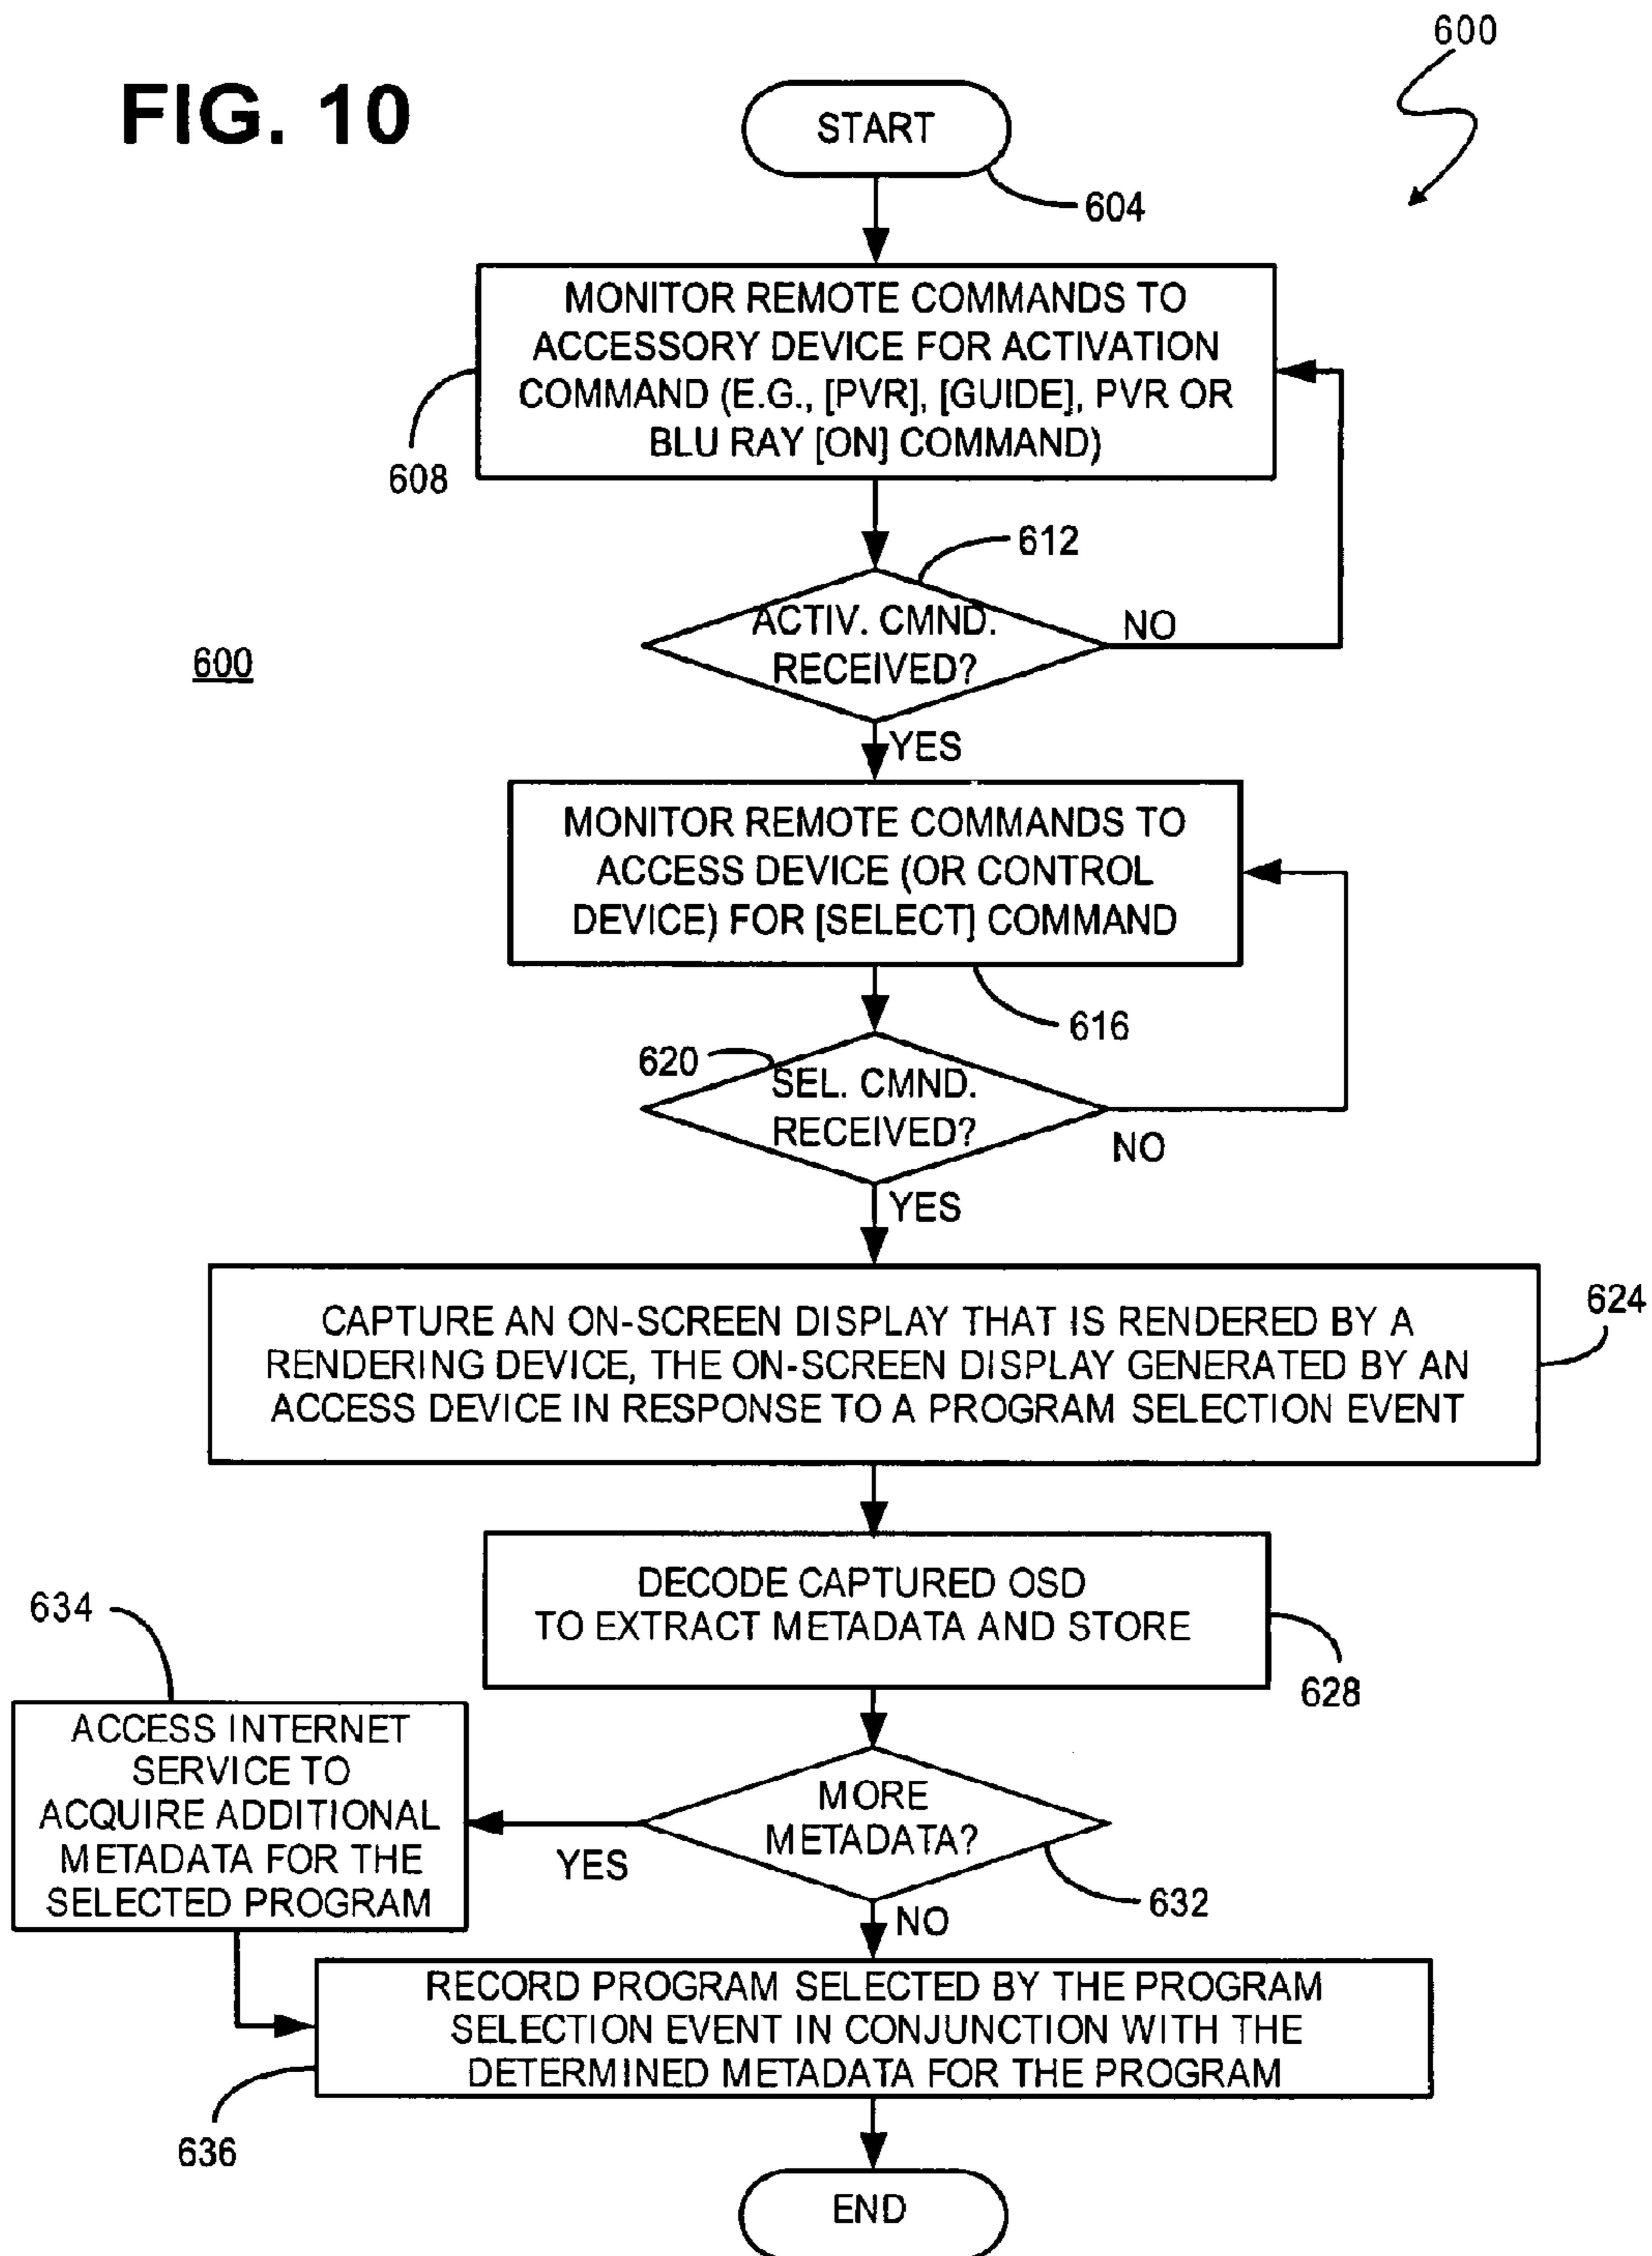 600
FIG. 10
START
604
MONITOR REMOTE COMMANDS TO
ACCESSORY DEVICE FOR ACTIVATION
COMMAND (E.G., [PVR], [GUIDE], PVR OR
BLU RAY [ON] COMMAND)
608
612
ACTIV. CMND.
RECEIVED?
NO
600
YES
MONITOR REMOTE COMMANDS TO
ACCESS DEVICE (OR CONTROL
DEVICE) FOR [SELECT] COMMAND
616
620
SEL. CMND.
RECEIVED?
NO
YES
CAPTURE AN ON-SCREEN DISPLAY THAT IS RENDERED BY A
RENDERING DEVICE, THE ON-SCREEN DISPLAY GENERATED BY AN
ACCESS DEVICE IN RESPONSE TO A PROGRAM SELECTION EVENT
624
DECODE CAPTURED OSD
TO EXTRACT METADATA AND STORE
628
634
ACCESS INTERNET
SERVICE TO
ACQUIRE ADDITIONAL
METADATA FOR THE
SELECTED PROGRAM
MORE
METADATA?
YES
632
NO
RECORD PROGRAM SELECTED BY THE PROGRAM
SELECTION EVENT IN CONJUNCTION WITH THE
DETERMINED METADATA FOR THE PROGRAM
636
END